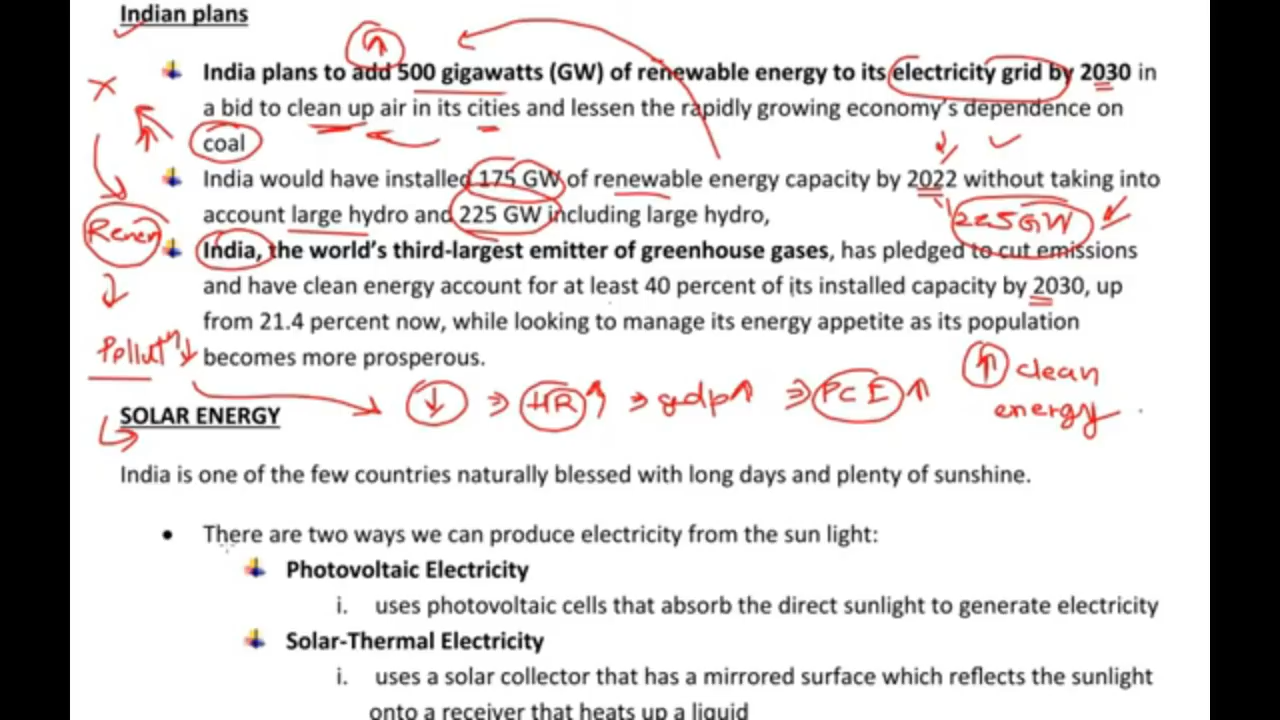 Indian plans
India plans to add 500 gigawatts (GW) of renewable energy to its electricity grid by 2030 in
a bid to clean up air in its cities and lessen the rapidly growing economy's dependence on
coal
India would have installed 175 GW of renewable energy capacity by 2022 without taking into
account large hydro and 225 GW including large hydro,
225GW
Renew
India, the world's third-largest emitter of greenhouse gases, has pledged to cut emissions
and have clean energy account for at least 40 percent of its installed capacity by 2030, up
from 21.4 percent now, while looking to manage its energy appetite as its population
becomes more prosperous.
Pollutn ↓
↑ clean
energy
↓ ⇒ HR ↑ ⇒ gdp ↑ ⇒ PCE ↑
SOLAR ENERGY
India is one of the few countries naturally blessed with long days and plenty of sunshine.
• There are two ways we can produce electricity from the sun light:
Photovoltaic Electricity
i. uses photovoltaic cells that absorb the direct sunlight to generate electricity
Solar-Thermal Electricity
i. uses a solar collector that has a mirrored surface which reflects the sunlight
onto a receiver that heats up a liquid